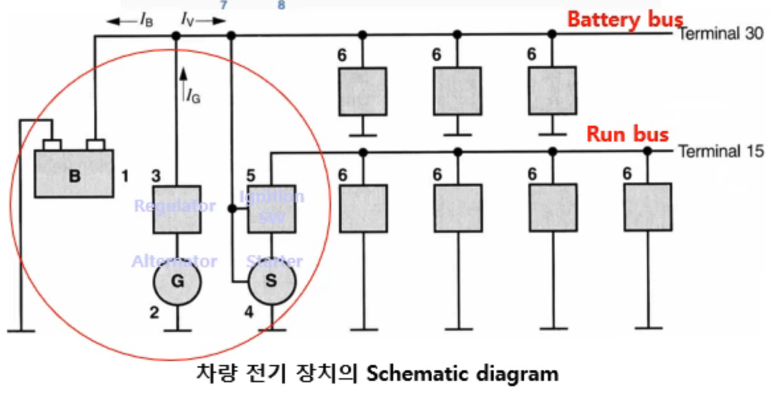 7 8
I_B I_V
Battery bus
Terminal 30
6 6 6
I_G
Run bus
Terminal 15
B 1 3 5 6 6 6 6
Regulator Ignition
SW
Alternator Starter
G S
2 4
차량 전기 장치의 Schematic diagram